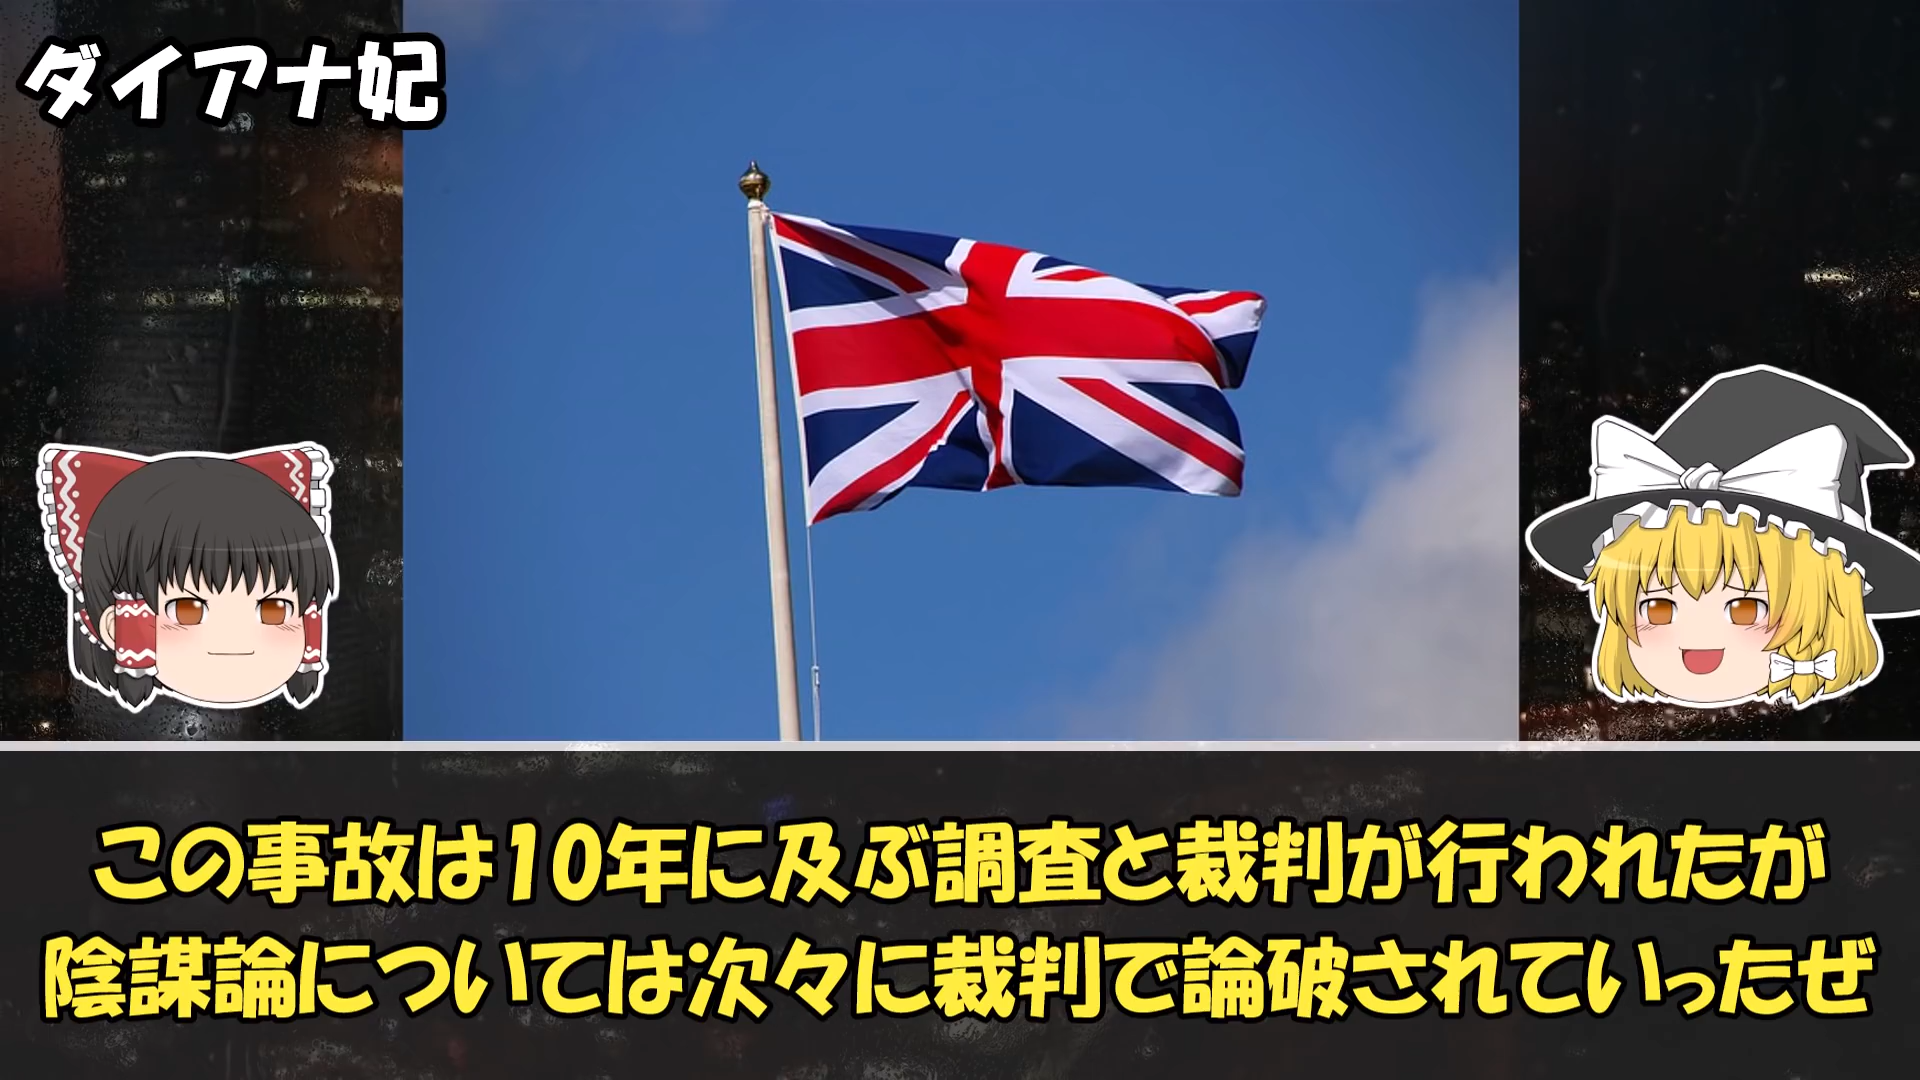 ダイアナ妃
この事故は10年に及ぶ調査と裁判が行われたが
陰謀論については次々に裁判で論破されていったぜ